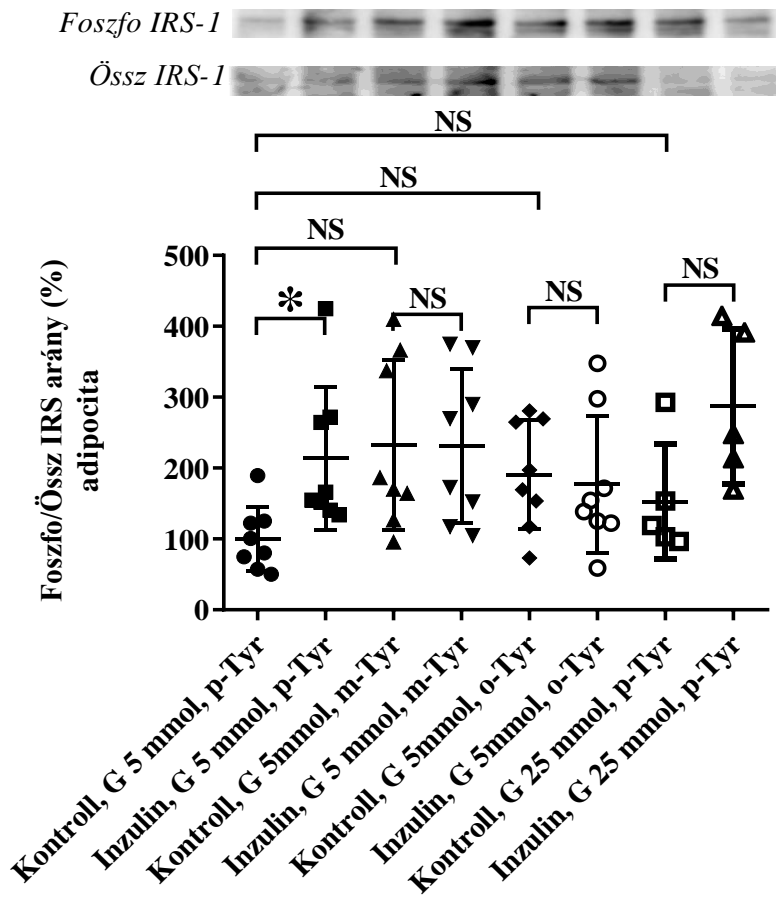 Foszfo IRS-1
Össz IRS-1
NS
NS
NS
NS
*
NS
NS
Foszfo/Össz IRS arány (%)
adipocita
500
400
300
200
100
0
Kontroll, G 5 mmol, p-Tyr
Inzulin, G 5 mmol, p-Tyr
Kontroll, G 5mmol, m-Tyr
Inzulin, G 5 mmol, m-Tyr
Kontroll, G 5mmol, o-Tyr
Inzulin, G 5mmol, o-Tyr
Kontroll, G 25 mmol, p-Tyr
Inzulin, G 25 mmol, p-Tyr